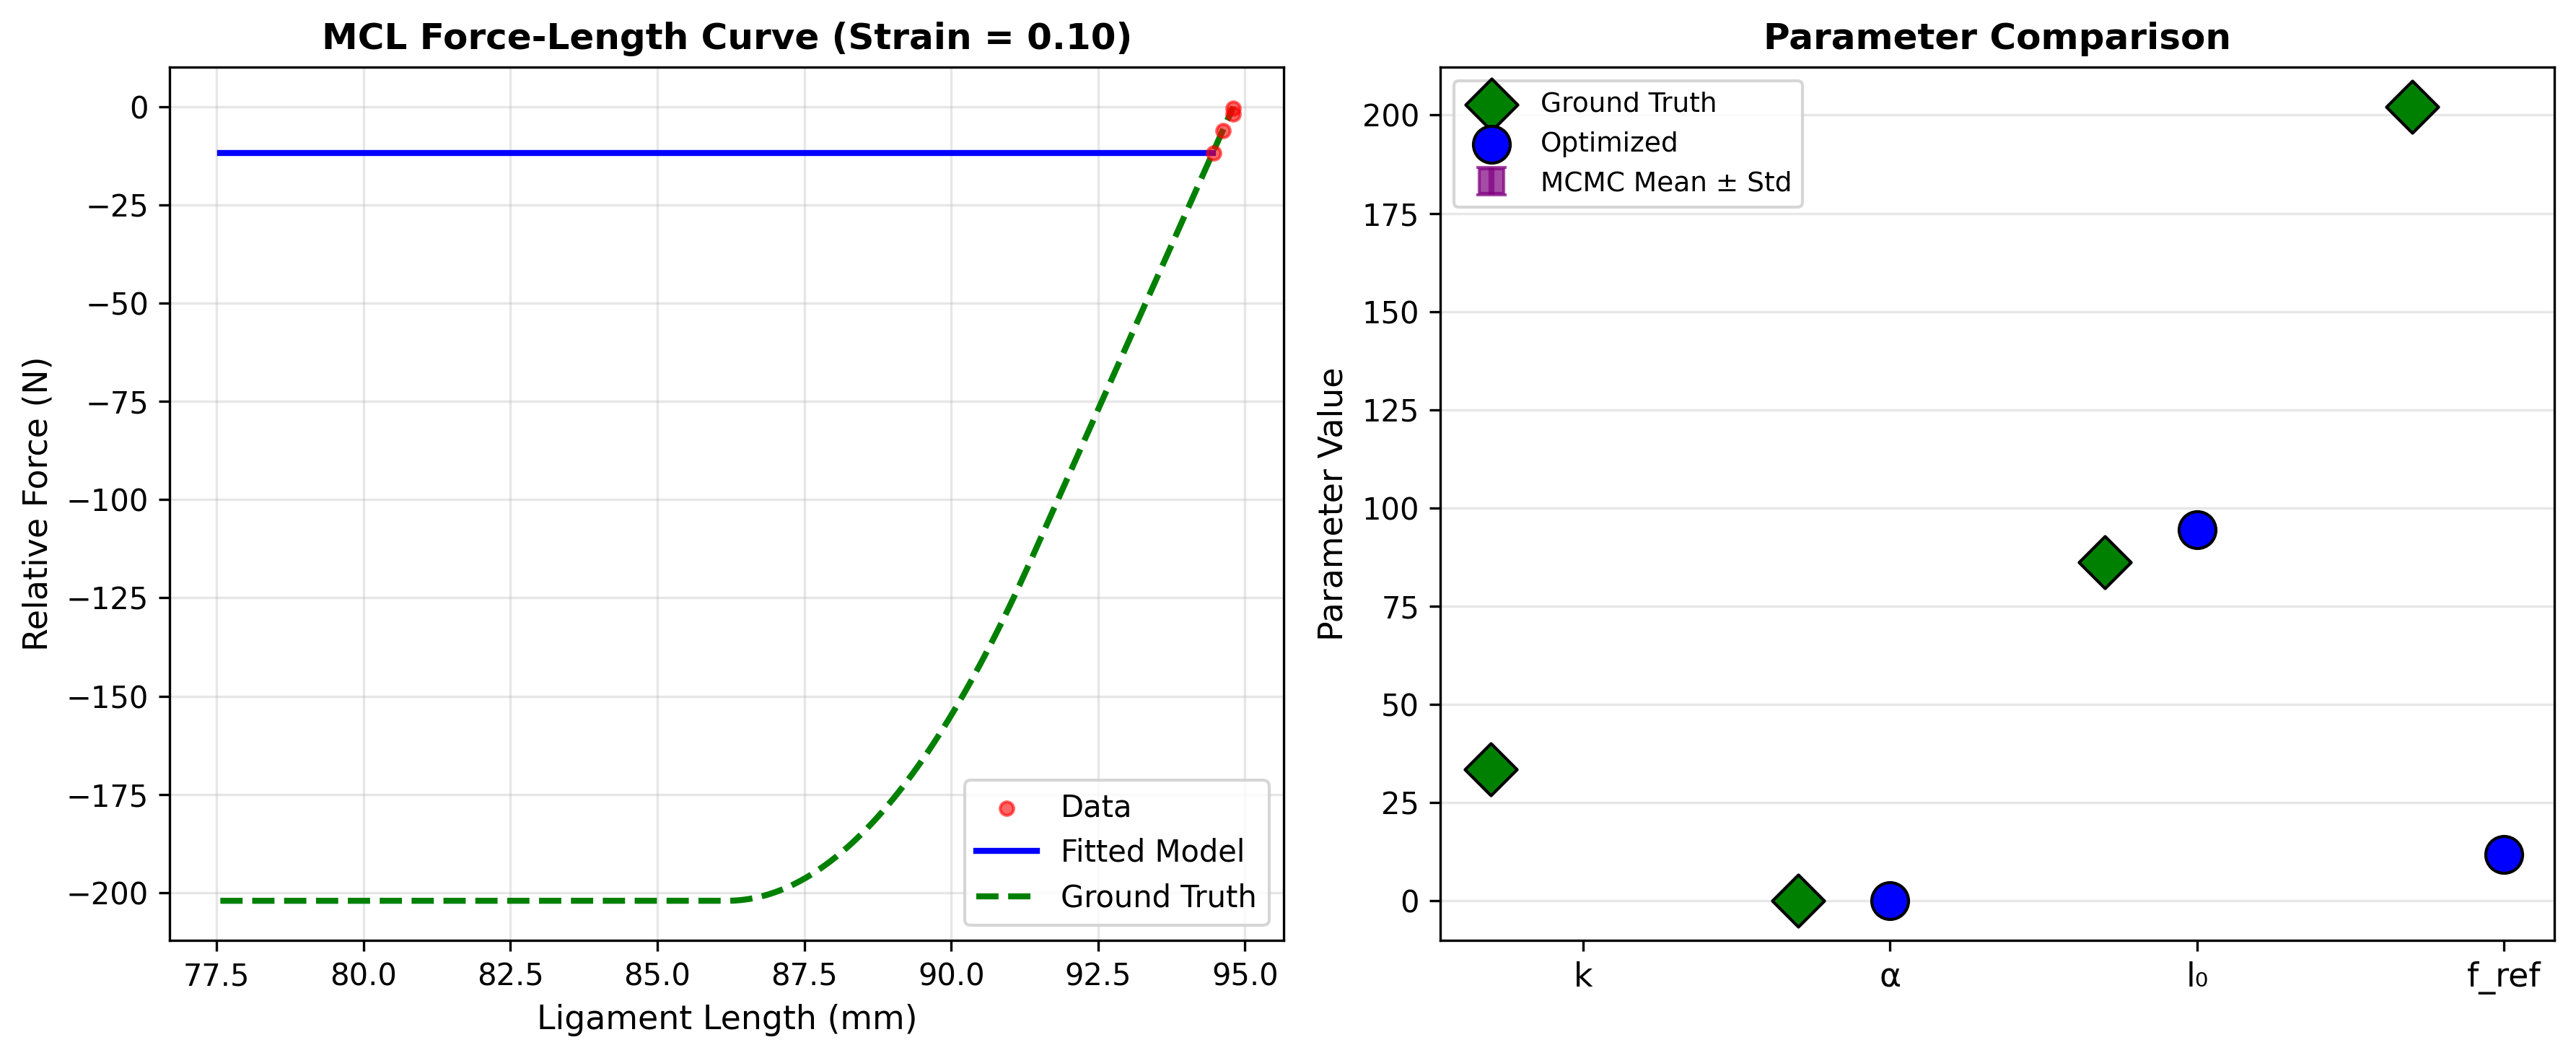 MCL Force-Length Curve (Strain = 0.10)
Relative Force (N)
0
−25
−50
−75
−100
−125
−150
−175
−200
77.5
80.0
82.5
85.0
87.5
90.0
92.5
95.0
Ligament Length (mm)
Data
Fitted Model
Ground Truth
Parameter Comparison
Parameter Value
200
175
150
125
100
75
50
25
0
k
α
l₀
f_ref
Ground Truth
Optimized
MCMC Mean ± Std